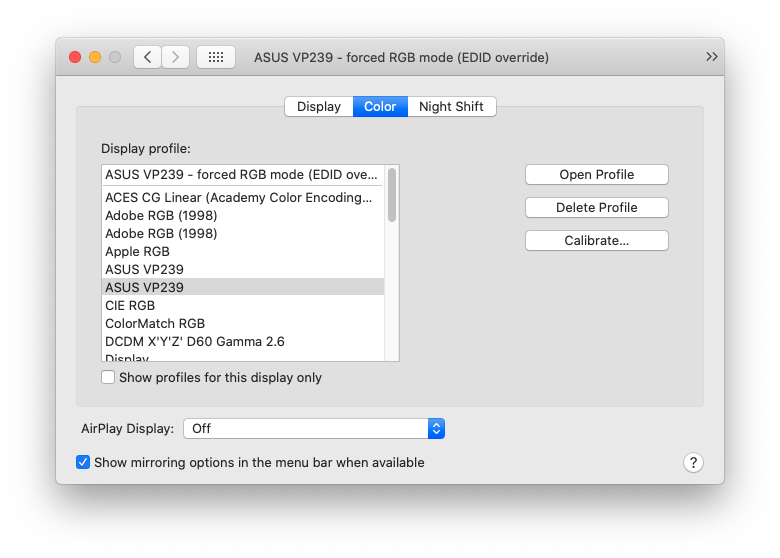 ASUS VP239 - forced RGB mode (EDID override)
Display Color Night Shift
Display profile:
ASUS VP239 - forced RGB mode (EDID ove...
ACES CG Linear (Academy Color Encoding...
Adobe RGB (1998)
Adobe RGB (1998)
Apple RGB
ASUS VP239
ASUS VP239
CIE RGB
ColorMatch RGB
DCDM X'Y'Z' D60 Gamma 2.6
Display
Open Profile
Delete Profile
Calibrate...
Show profiles for this display only
AirPlay Display: Off
Show mirroring options in the menu bar when available
?